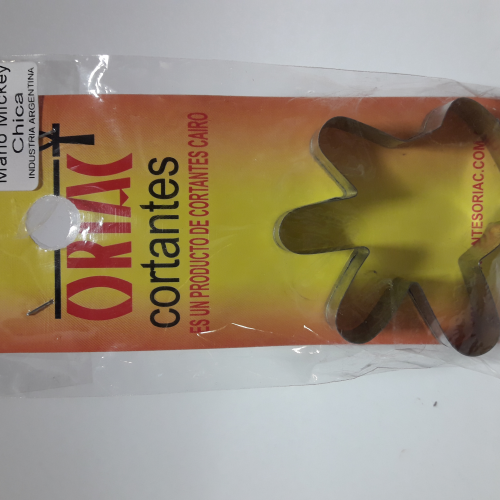 Mano Mickey
Chica
INDUSTRIA ARGENTINA
ORIAC
cortantes
ES UN PRODUCTO DE CORTANTES CAIRO
NTESORIAC.COM